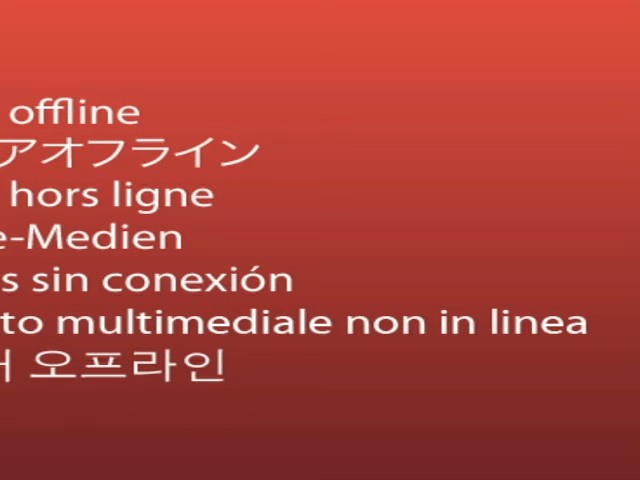 offline
アオフライン
hors ligne
e-Medien
s sin conexión
to multimediale non in linea
오프라인